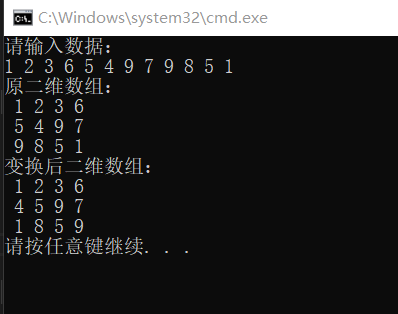 C:\Windows\system32\cmd.exe
请输入数据:
1 2 3 6 5 4 9 7 9 8 5 1
原二维数组:
1 2 3 6
5 4 9 7
9 8 5 1
变换后二维数组:
1 2 3 6
4 5 9 7
1 8 5 9
请按任意键继续. . .